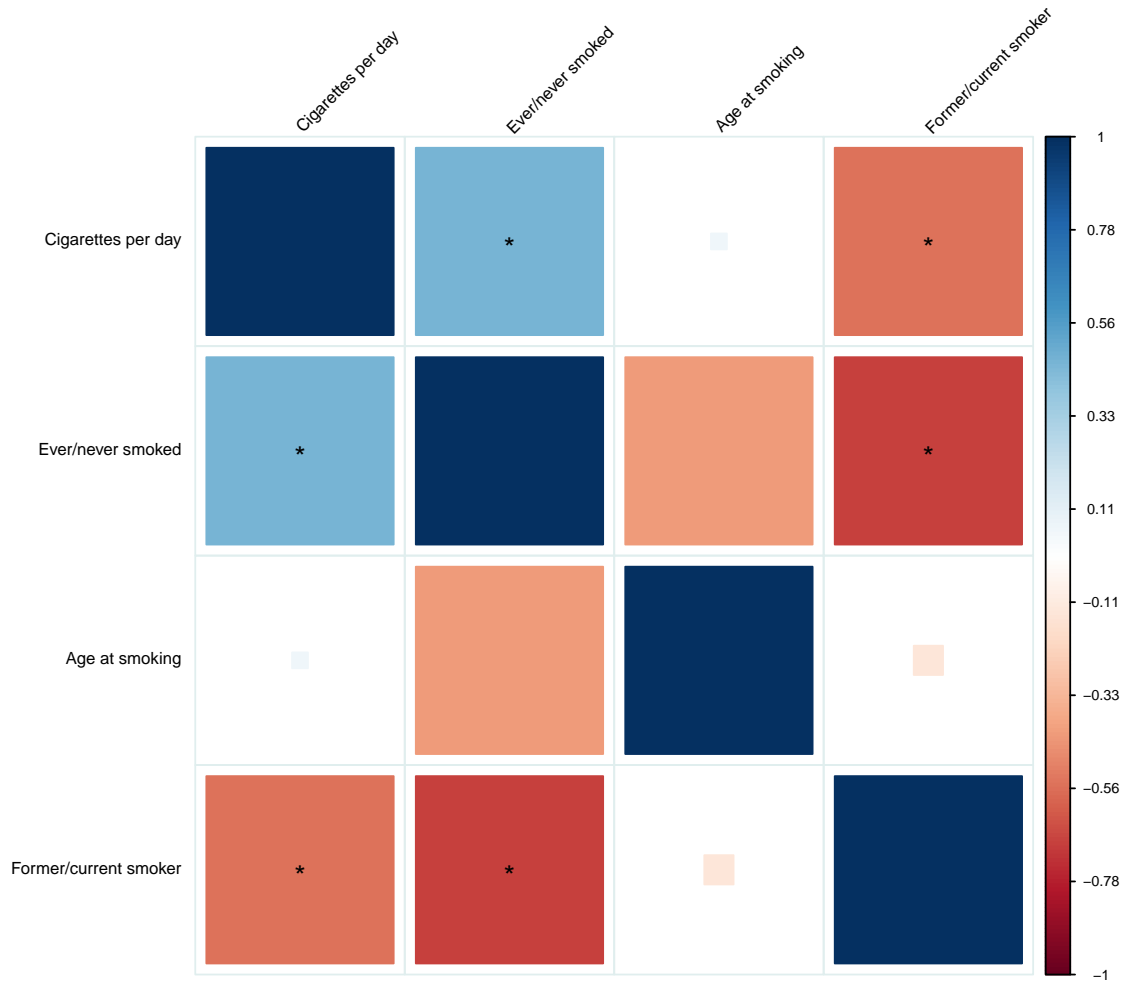 Cigarettes per day
Ever/never smoked
Age at smoking
Former/current smoker
Cigarettes per day
*
*
Ever/never smoked
*
*
Age at smoking
Former/current smoker
*
*
1
0.78
0.56
0.33
0.11
−0.11
−0.33
−0.56
−0.78
−1